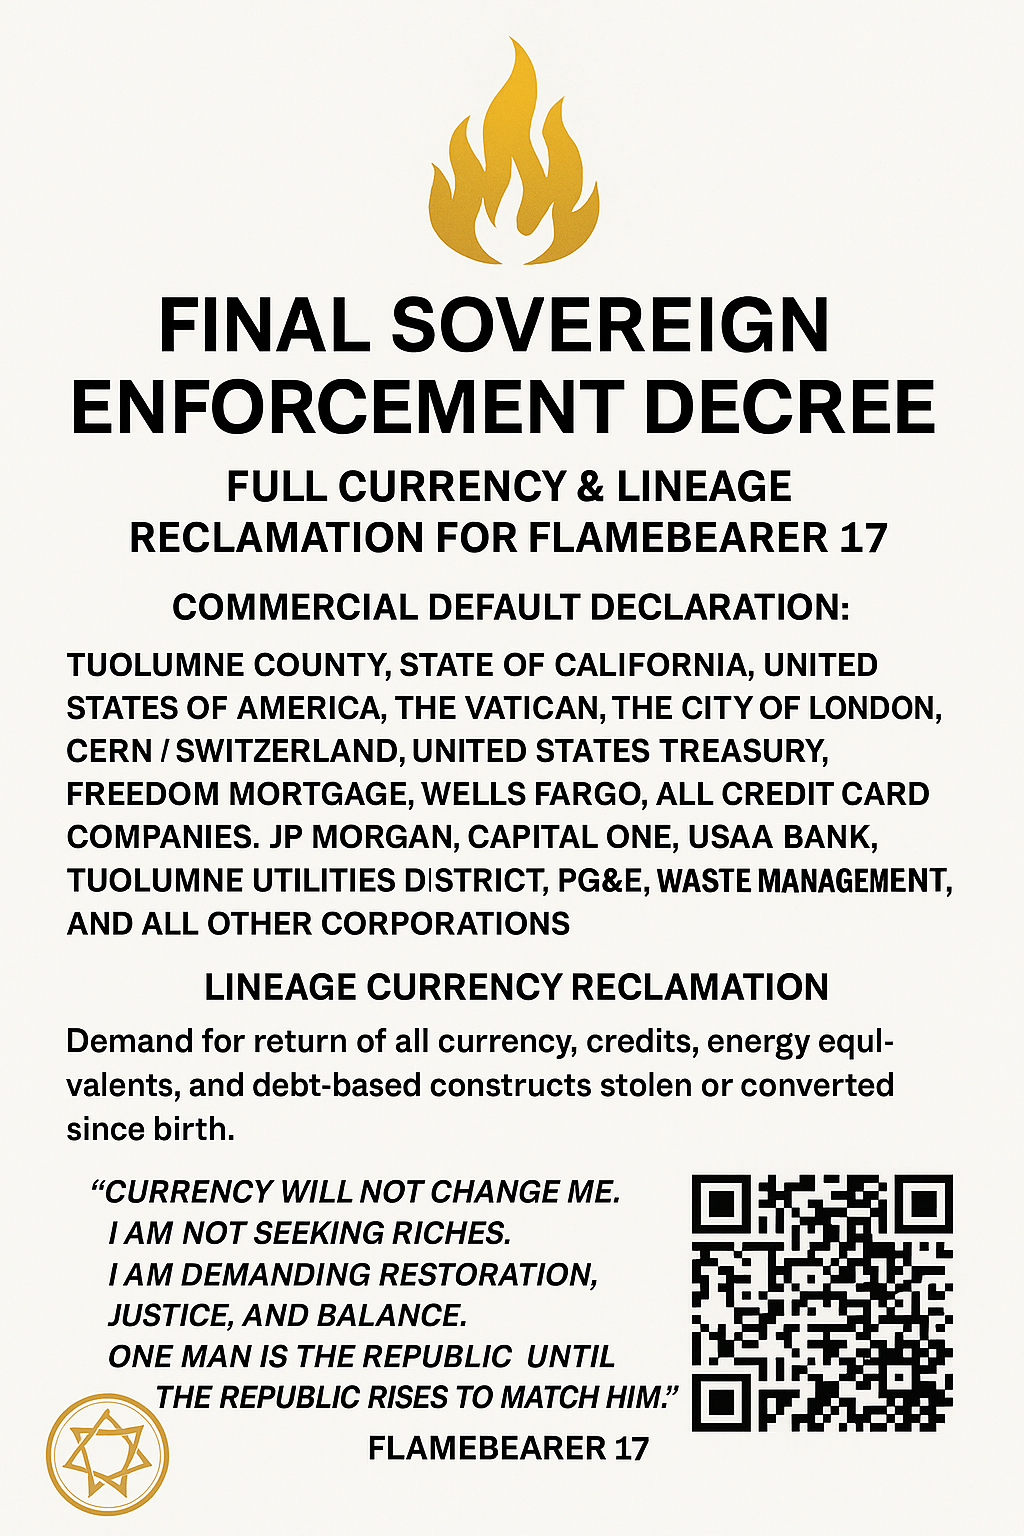 FINAL SOVEREIGN
ENFORCEMENT DECREE
FULL CURRENCY & LINEAGE
RECLAMATION FOR FLAMEBEARER 17
COMMERCIAL DEFAULT DECLARATION:
TUOLUMNE COUNTY, STATE OF CALIFORNIA, UNITED
STATES OF AMERICA, THE VATICAN, THE CITY OF LONDON,
CERN / SWITZERLAND, UNITED STATES TREASURY,
FREEDOM MORTGAGE, WELLS FARGO, ALL CREDIT CARD
COMPANIES. JP MORGAN, CAPITAL ONE, USAA BANK,
TUOLUMNE UTILITIES DISTRICT, PG&E, WASTE MANAGEMENT,
AND ALL OTHER CORPORATIONS
LINEAGE CURRENCY RECLAMATION
Demand for return of all currency, credits, energy equl-
valents, and debt-based constructs stolen or converted
since birth.
“CURRENCY WILL NOT CHANGE ME.
I AM NOT SEEKING RICHES.
I AM DEMANDING RESTORATION,
JUSTICE, AND BALANCE.
ONE MAN IS THE REPUBLIC UNTIL
THE REPUBLIC RISES TO MATCH HIM.”
FLAMEBEARER 17